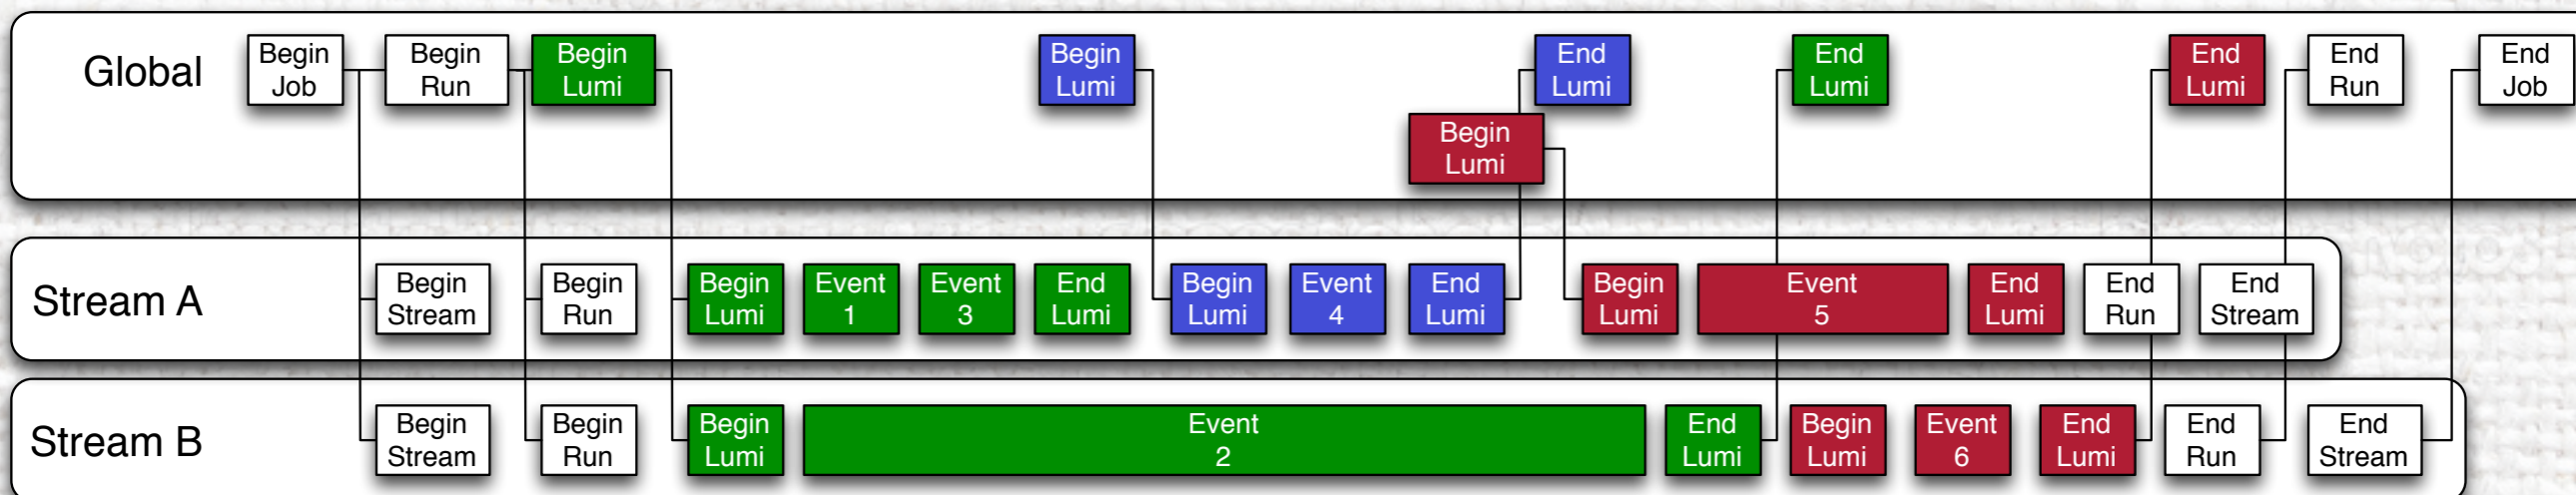 Global
Begin
Job
Begin
Run
Begin
Lumi
Begin
Lumi
End
Lumi
Begin
Lumi
End
Lumi
End
Lumi
End
Run
End
Job
Stream A
Begin
Stream
Begin
Run
Begin
Lumi
Event
1
Event
3
End
Lumi
Begin
Lumi
Event
4
End
Lumi
Begin
Lumi
Event
5
End
Lumi
End
Run
End
Stream
Stream B
Begin
Stream
Begin
Run
Begin
Lumi
Event
2
End
Lumi
Begin
Lumi
Event
6
End
Lumi
End
Run
End
Stream